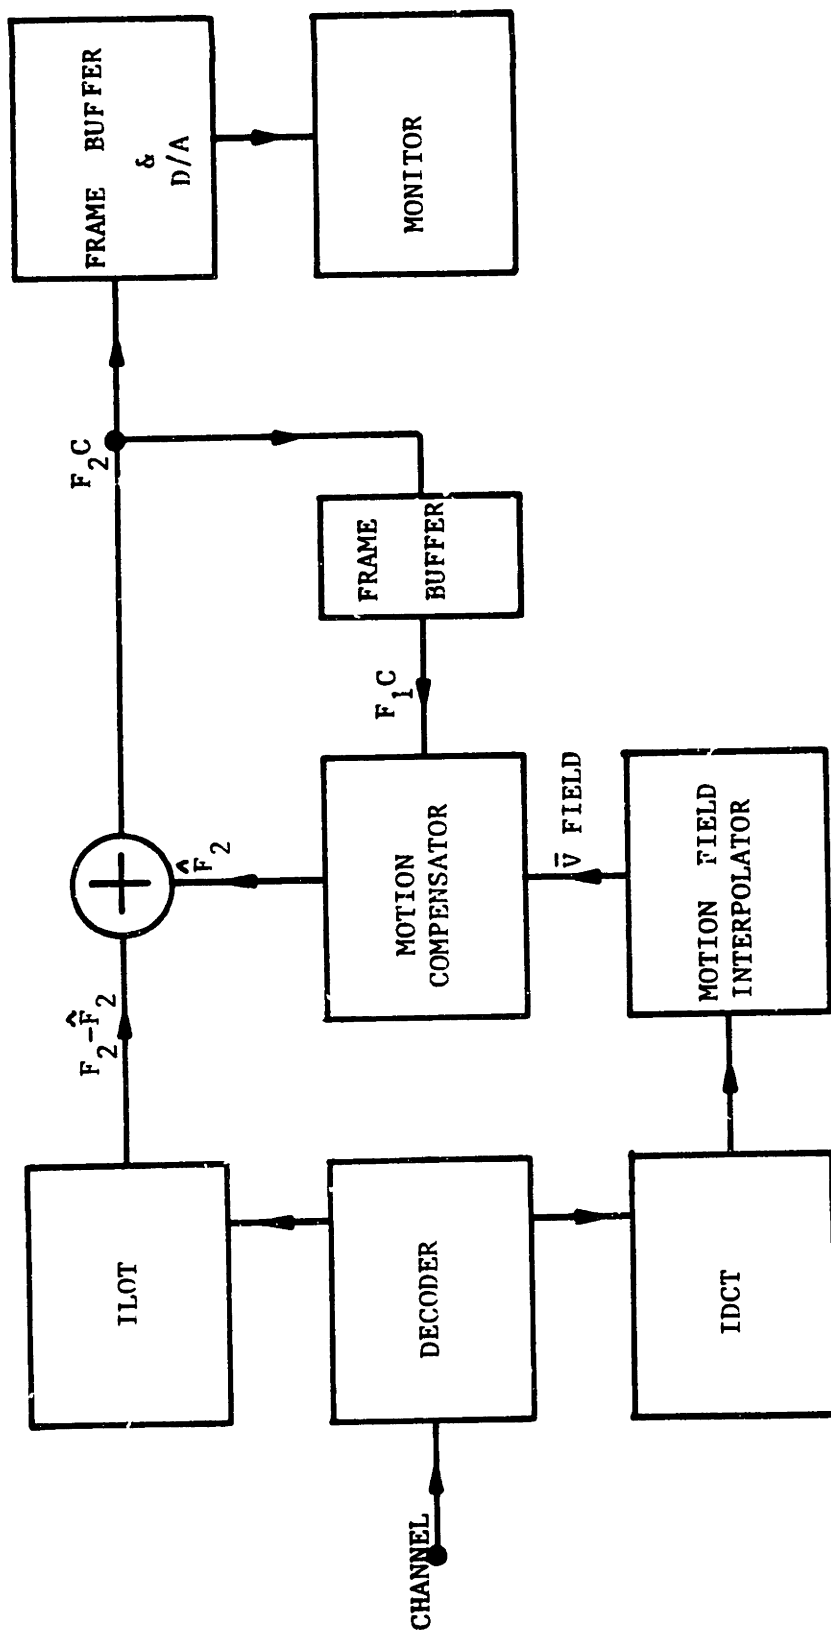 CHANNEL
ILOT
DECODER
IDCT
F₂-F̂₂
F̂₂
MOTION
COMPENSATOR
V̄ FIELD
MOTION FIELD
INTERPOLATOR
F₁C
FRAME
BUFFER
F₂C
FRAME BUFFER
&
D/A
MONITOR